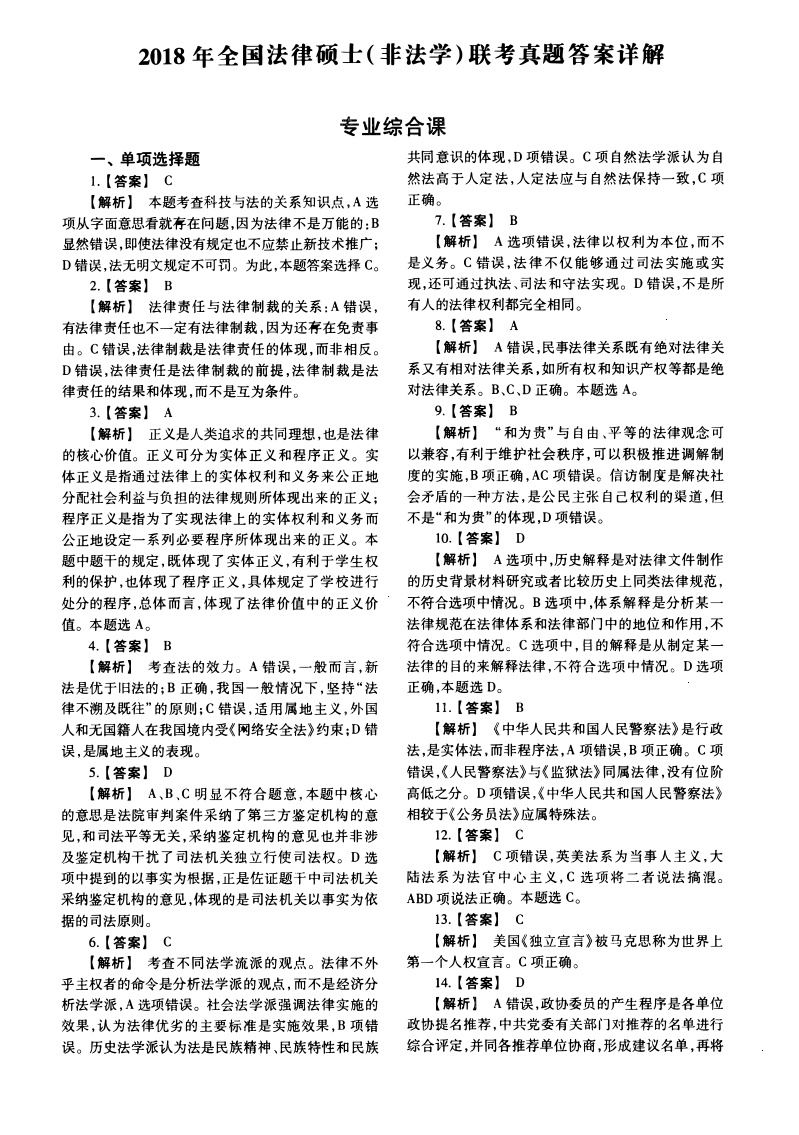 2018年全国法律硕士(非法学)联考真题答案详解
专业综合课
一、单项选择题
1.【答案】 C
【解析】 本题考查科技与法的关系知识点,A选
项从字面意思看就存在问题,因为法律不是万能的;B
显然错误,即使法律没有规定也不应禁止新技术推广;
D错误,法无明文规定不可罚。为此,本题答案选择C。
2.【答案】 B
【解析】 法律责任与法律制裁的关系:A错误,
有法律责任也不一定有法律制裁,因为还存在免责事
由。C错误,法律制裁是法律责任的体现,而非相反。
D错误,法律责任是法律制裁的前提,法律制裁是法
律责任的结果和体现,而不是互为条件。
3.【答案】 A
【解析】 正义是人类追求的共同理想,也是法律
的核心价值。正义可分为实体正义和程序正义。实
体正义是指通过法律上的实体权利和义务来公正地
分配社会利益与负担的法律规则所体现出来的正义;
程序正义是指为了实现法律上的实体权利和义务而
公正地设定一系列必要程序所体现出来的正义。本
题中题干的规定,既体现了实体正义,有利于学生权
利的保护,也体现了程序正义,具体规定了学校进行
处分的程序,总体而言,体现了法律价值中的正义价
值。本题选A。
4.【答案】 B
【解析】 考查法的效力。A错误,一般而言,新
法是优于旧法的;B正确,我国一般情况下,坚持“法
律不溯及既往”的原则;C错误,适用属地主义,外国
人和无国籍人在我国境内受《网络安全法》约束;D错
误,是属地主义的表现。
5.【答案】 D
【解析】 A、B、C明显不符合题意,本题中核心
的意思是法院审判案件采纳了第三方鉴定机构的意
见,和司法平等无关,采纳鉴定机构的意见也并非涉
及鉴定机构干扰了司法机关独立行使司法权。D选
项中提到的以事实为根据,正是佐证题干中司法机关
采纳鉴定机构的意见,体现的是司法机关以事实为依
据的司法原则。
6.【答案】 C
【解析】 考查不同法学流派的观点。法律不外
乎主权者的命令是分析法学派的观点,而不是经济分
析法学派,A选项错误。社会法学派强调法律实施的
效果,认为法律优劣的主要标准是实施效果,B项错
误。历史法学派认为法是民族精神、民族特性和民族
共同意识的体现,D项错误。C项自然法学派认为自
然法高于人定法,人定法应与自然法保持一致,C项
正确。
7.【答案】 B
【解析】 A选项错误,法律以权利为本位,而不
是义务。C错误,法律不仅能够通过司法实施或实
现,还可通过执法、司法和守法实现。D错误,不是所
有人的法律权利都完全相同。
8.【答案】 A
【解析】 A错误,民事法律关系既有绝对法律关
系又有相对法律关系,如所有权和知识产权等都是绝
对法律关系。B、C、D正确。本题选A。
9.【答案】 B
【解析】 “和为贵”与自由、平等的法律观念可
以兼容,有利于维护社会秩序,可以积极推进调解制
度的实施,B项正确,AC项错误。信访制度是解决社
会矛盾的一种方法,是公民主张自己权利的渠道,但
不是“和为贵”的体现,D项错误。
10.【答案】 D
【解析】 A选项中,历史解释是对法律文件制作
的历史背景材料研究或者比较历史上同类法律规范,
不符合选项中情况。B选项中,体系解释是分析某一
法律规范在法律体系和法律部门中的地位和作用,不
符合选项中情况。C选项中,目的解释是从制定某一
法律的目的来解释法律,不符合选项中情况。D选项
正确,本题选D。
11.【答案】 B
【解析】 《中华人民共和国人民警察法》是行政
法,是实体法,而非程序法,A项错误,B项正确。C项
错误,《人民警察法》与《监狱法》同属法律,没有位阶
高低之分。D项错误,《中华人民共和国人民警察法》
相较于《公务员法》应属特殊法。
12.【答案】 C
【解析】 C项错误,英美法系为当事人主义,大
陆法系为法官中心主义,C选项将二者说法搞混。
ABD项说法正确。本题选C。
13.【答案】 C
【解析】 美国《独立宣言》被马克思称为世界上
第一个人权宣言。C项正确。
14.【答案】 D
【解析】 A错误,政协委员的产生程序是各单位
政协提名推荐,中共党委有关部门对推荐的名单进行
综合评定,并同各推荐单位协商,形成建议名单,再将